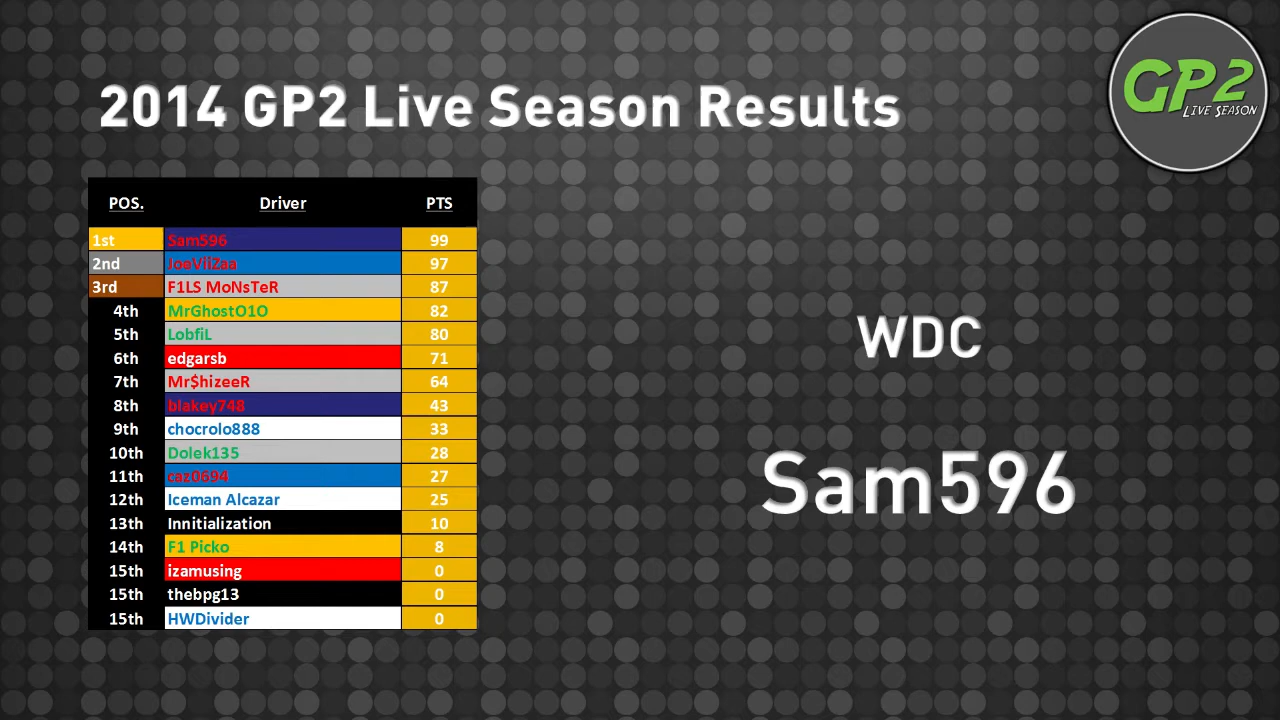 2014 GP2 Live Season Results
GP2
Live Season
POS. Driver PTS
1st Sam596 99
2nd JoeViiZaa 97
3rd F1LS MoNsTeR 87
4th MrGhostO1O 82
5th LobfiL 80
6th edgarsb 71
7th Mr$hizeeR 64
8th blakey748 43
9th chocrolo888 33
10th Dolek135 28
11th caz0694 27
12th Iceman Alcazar 25
13th Innitialization 10
14th F1 Picko 8
15th izamusing 0
15th thebpg13 0
15th HWDivider 0
WDC
Sam596